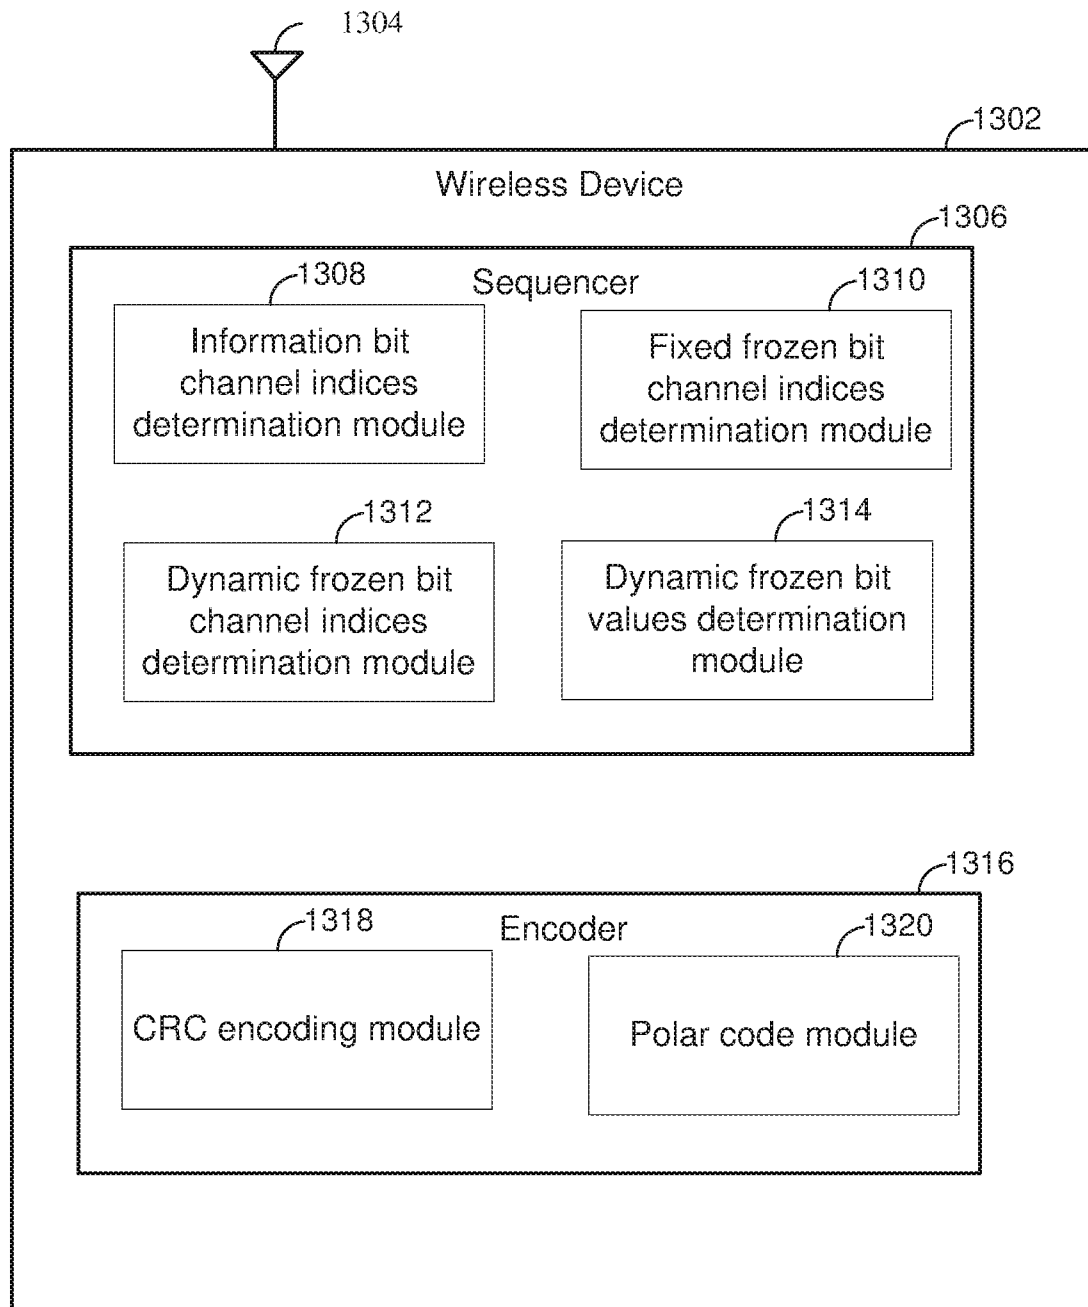 1304
1302
Wireless Device
1306
Sequencer
1308
Information bit
channel indices
determination module
1310
Fixed frozen bit
channel indices
determination module
1312
Dynamic frozen bit
channel indices
determination module
1314
Dynamic frozen bit
values determination
module
1316
Encoder
1318
CRC encoding module
1320
Polar code module